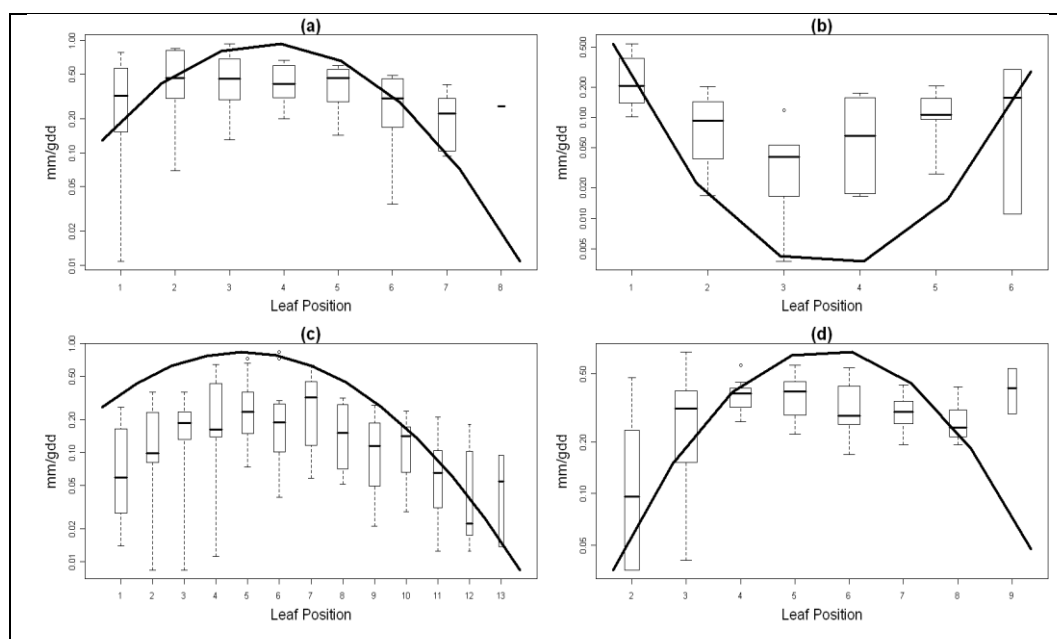 (a)
mm/gdd
1.00
0.50
0.20
0.10
0.05
0.02
0.01
1 2 3 4 5 6 7 8
Leaf Position
(b)
mm/gdd
0.500
0.200
0.100
0.050
0.020
0.010
0.005
1 2 3 4 5 6
Leaf Position
(c)
mm/gdd
1.00
0.50
0.20
0.10
0.05
0.02
0.01
1 2 3 4 5 6 7 8 9 10 11 12 13
Leaf Position
(d)
mm/gdd
0.50
0.20
0.10
0.05
2 3 4 5 6 7 8 9
Leaf Position